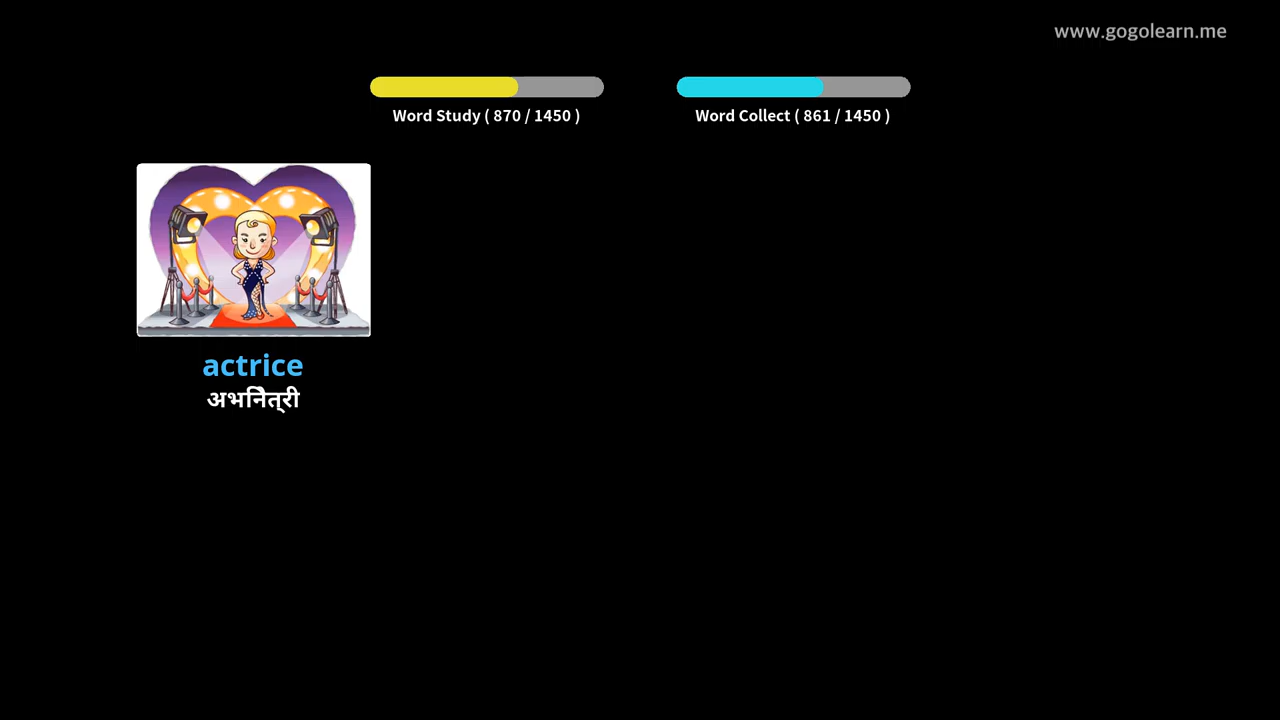 www.gogolearn.me
Word Study ( 870 / 1450 )
Word Collect ( 861 / 1450 )
actrice
अभिनेत्री